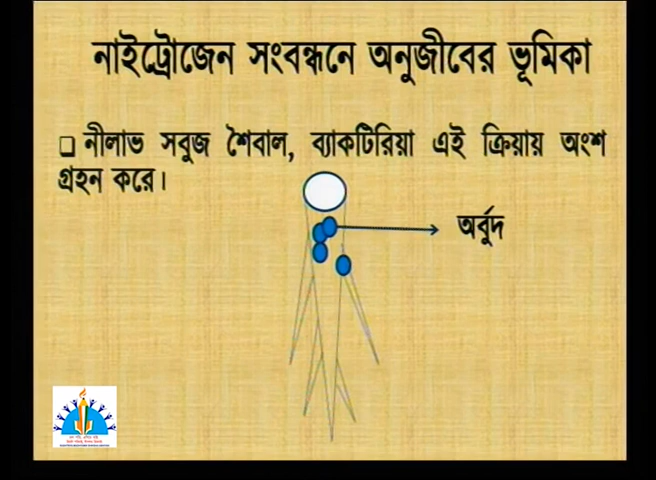 নাইট্রোজেন সংবন্ধনে অনুজীবের ভূমিকা
❑ নীলাভ সবুজ শৈবাল, ব্যাকটিরিয়া এই ক্রিয়ায় অংশ
গ্রহন করে।
অর্বুদ